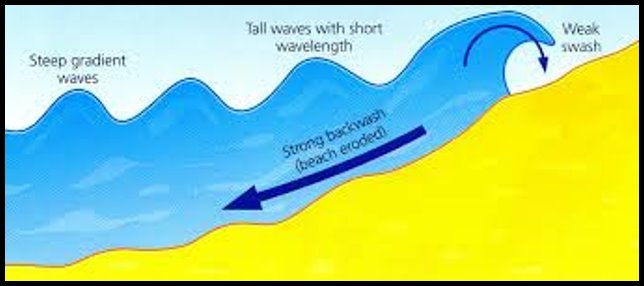 Steep gradient
waves
Tall waves with short
wavelength
Weak
swash
Strong backwash
(beach eroded)